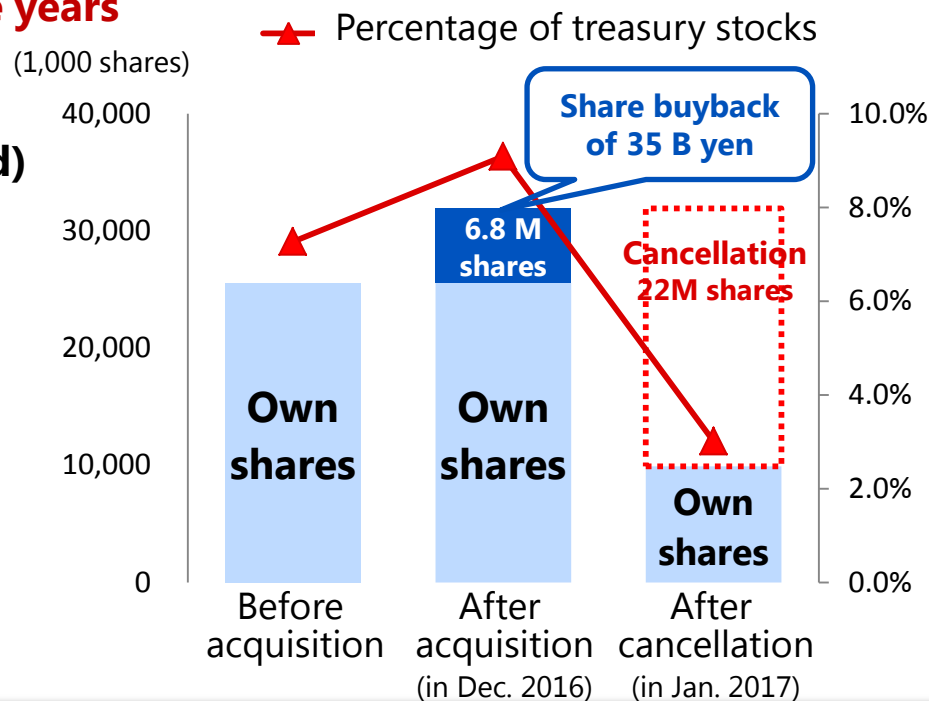 e years
Percentage of treasury stocks
(1,000 shares)
d)
40,000
30,000
20,000
10,000
0
10.0%
8.0%
6.0%
4.0%
2.0%
0.0%
Share buyback
of 35 B yen
6.8 M
shares
Cancellation
22M shares
Own
shares
Own
shares
Own
shares
Before
acquisition
After
acquisition
(in Dec. 2016)
After
cancellation
(in Jan. 2017)